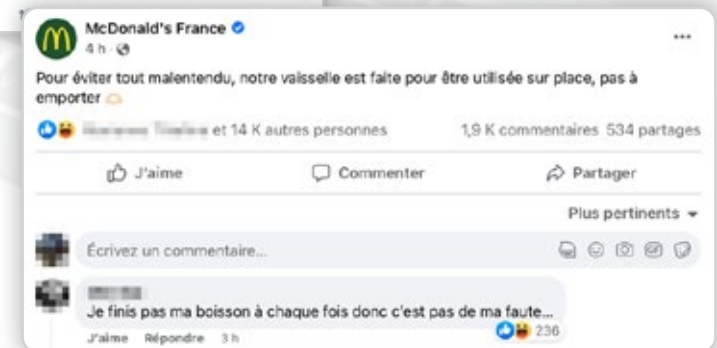 McDonald's France
4 h
Pour éviter tout malentendu, notre vaisselle est faite pour être utilisée sur place, pas à
emporter 🫶🏻
et 14 K autres personnes 1,9 K commentaires 534 partages
J'aime Commenter Partager
Plus pertinents
Écrivez un commentaire...
GIF
Je finis pas ma boisson à chaque fois donc c'est pas de ma faute...
236
J'aime Répondre 3 h